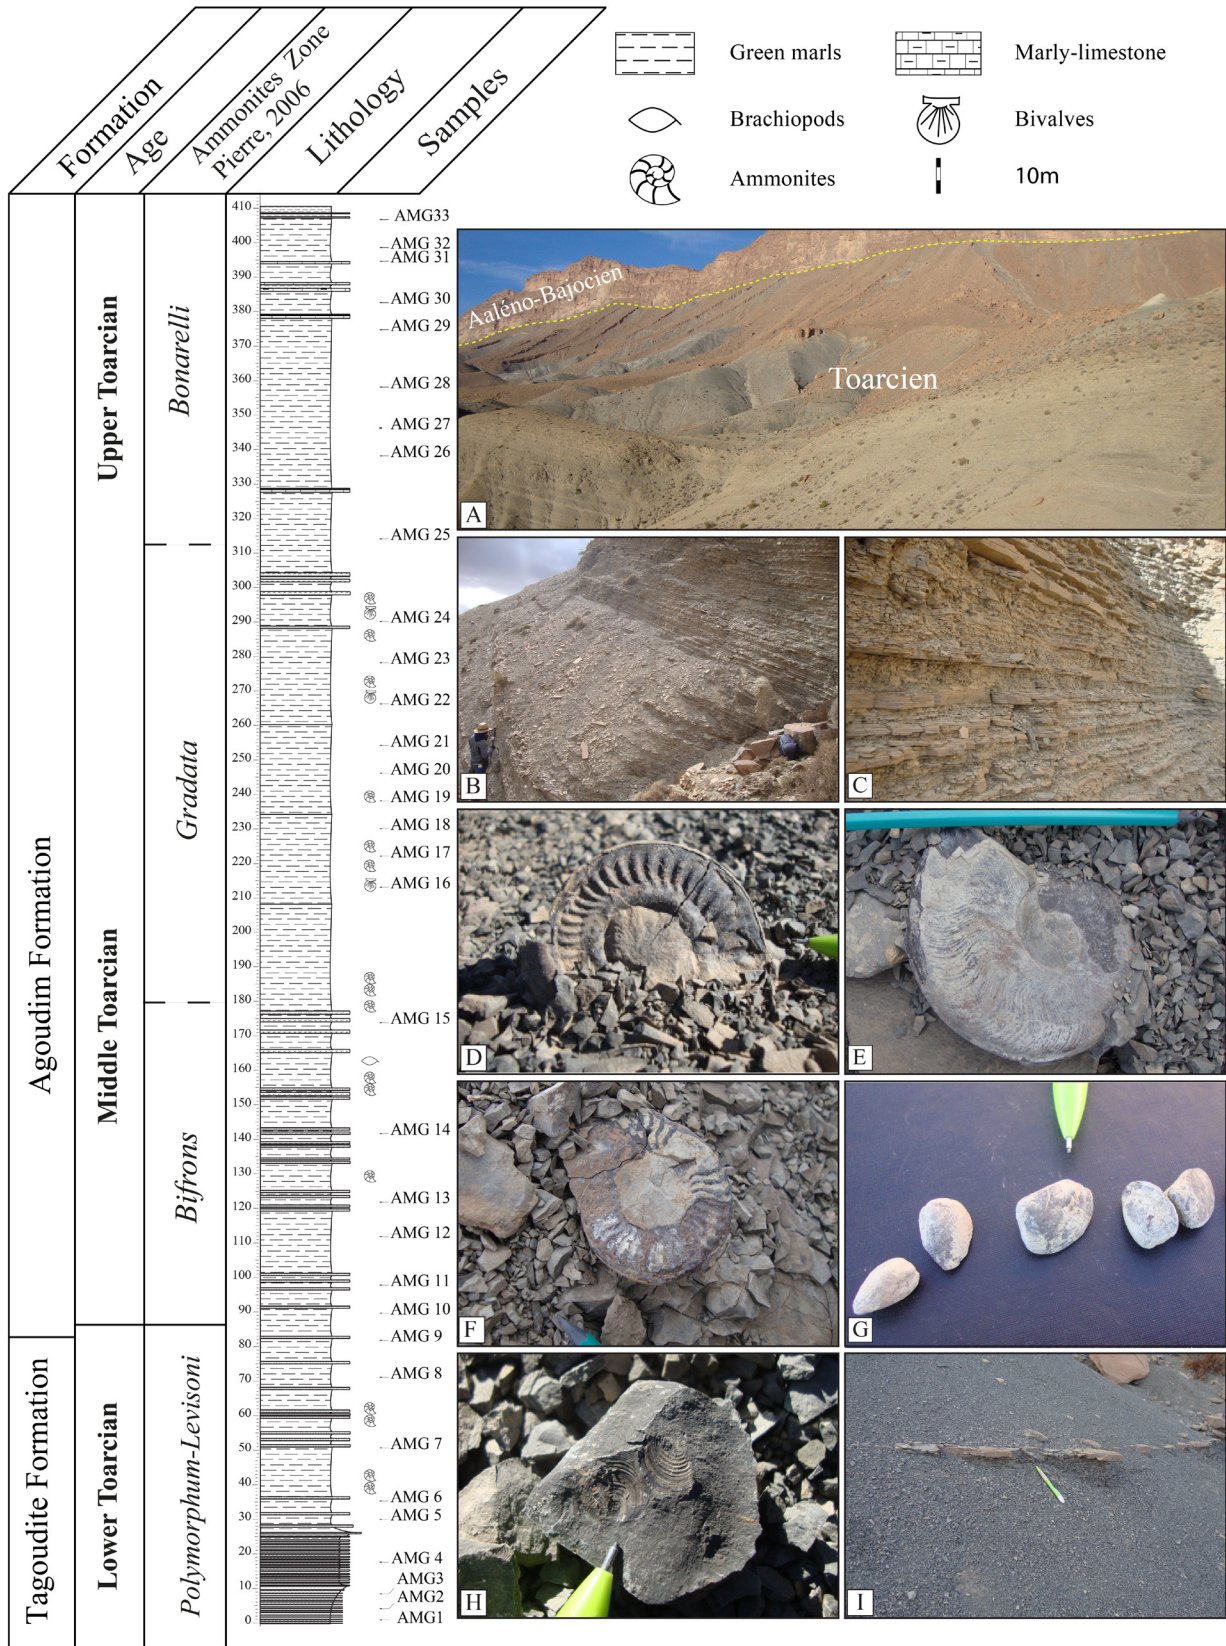 Formation
Age
Ammonites Zone
Pierre, 2006
Lithology
Samples
Green marls
Marly-limestone
Brachiopods
Bivalves
Ammonites
10m
Agoudim Formation
Tagoudite Formation
Upper Toarcian
Middle Toarcian
Lower Toarcian
Bonarelli
Gradata
Bifrons
Polymorphum-Levisoni
410
400
390
380
370
360
350
340
330
320
310
300
290
280
270
260
250
240
230
220
210
200
190
180
170
160
150
140
130
120
110
100
90
80
70
60
50
40
30
20
10
0
AMG33
AMG 32
AMG 31
AMG 30
AMG 29
AMG 28
AMG 27
AMG 26
AMG 25
AMG 24
AMG 23
AMG 22
AMG 21
AMG 20
AMG 19
AMG 18
AMG 17
AMG 16
AMG 15
AMG 14
AMG 13
AMG 12
AMG 11
AMG 10
AMG 9
AMG 8
AMG 7
AMG 6
AMG 5
AMG 4
AMG3
AMG2
AMG1
Aaléno-Bajocien
Toarcien
A
B
C
D
E
F
G
H
I